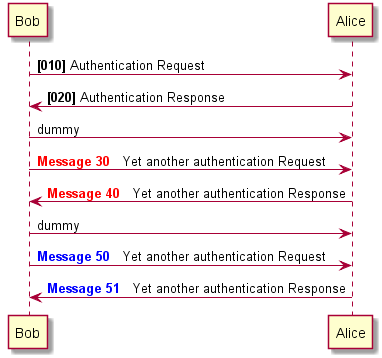 Bob Alice
[010] Authentication Request
[020] Authentication Response
dummy
Message 30 Yet another authentication Request
Message 40 Yet another authentication Response
dummy
Message 50 Yet another authentication Request
Message 51 Yet another authentication Response
Bob Alice